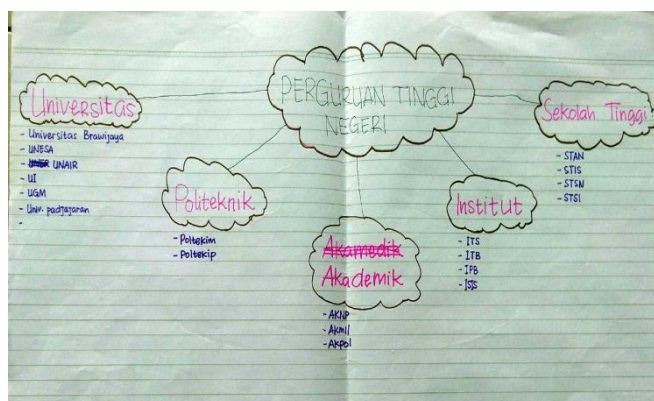 PERGURUAN TINGGI
NEGERI
Universitas
- Universitas Brawijaya
- UNESA
- UNAIR
- UI
- UGM
- Univ. padjajaran
-
Politeknik
- Poltekim
- Poltekip
Akamedik
Akademik
- AKNP
- Akmil
- Akpol
Institut
- ITS
- ITB
- IPB
Sekolah Tinggi
- STAN
- STIS
- STSN
- STSI